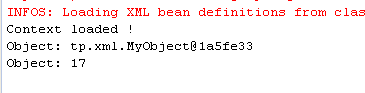 INFOS: Loading XML bean definitions from clas
Context loaded !
Object: tp.xml.MyObject@1a5fe33
Object: 17